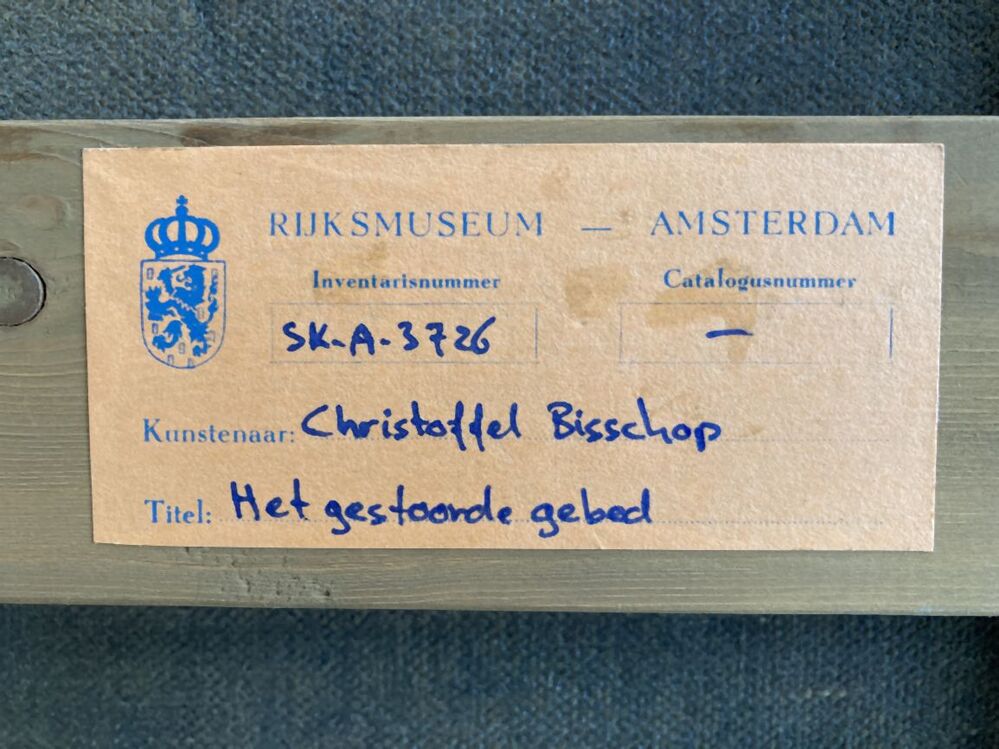 RIJKSMUSEUM — AMSTERDAM
Inventarisnummer Catalogusnummer
SK-A-3726 —
Kunstenaar: Christoffel Bisschop
Titel: Het gestoorde gebed